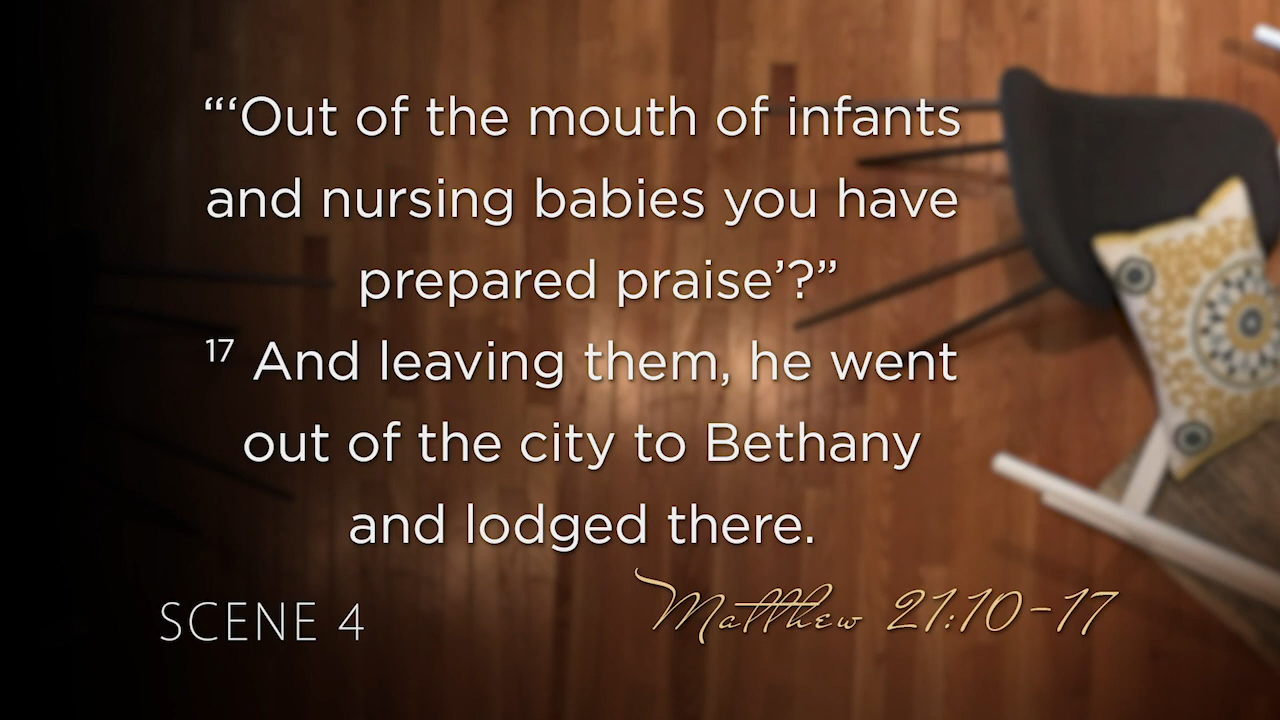 “‘Out of the mouth of infants
and nursing babies you have
prepared praise’?”
17 And leaving them, he went
out of the city to Bethany
and lodged there.
SCENE 4
Matthew 21:10-17